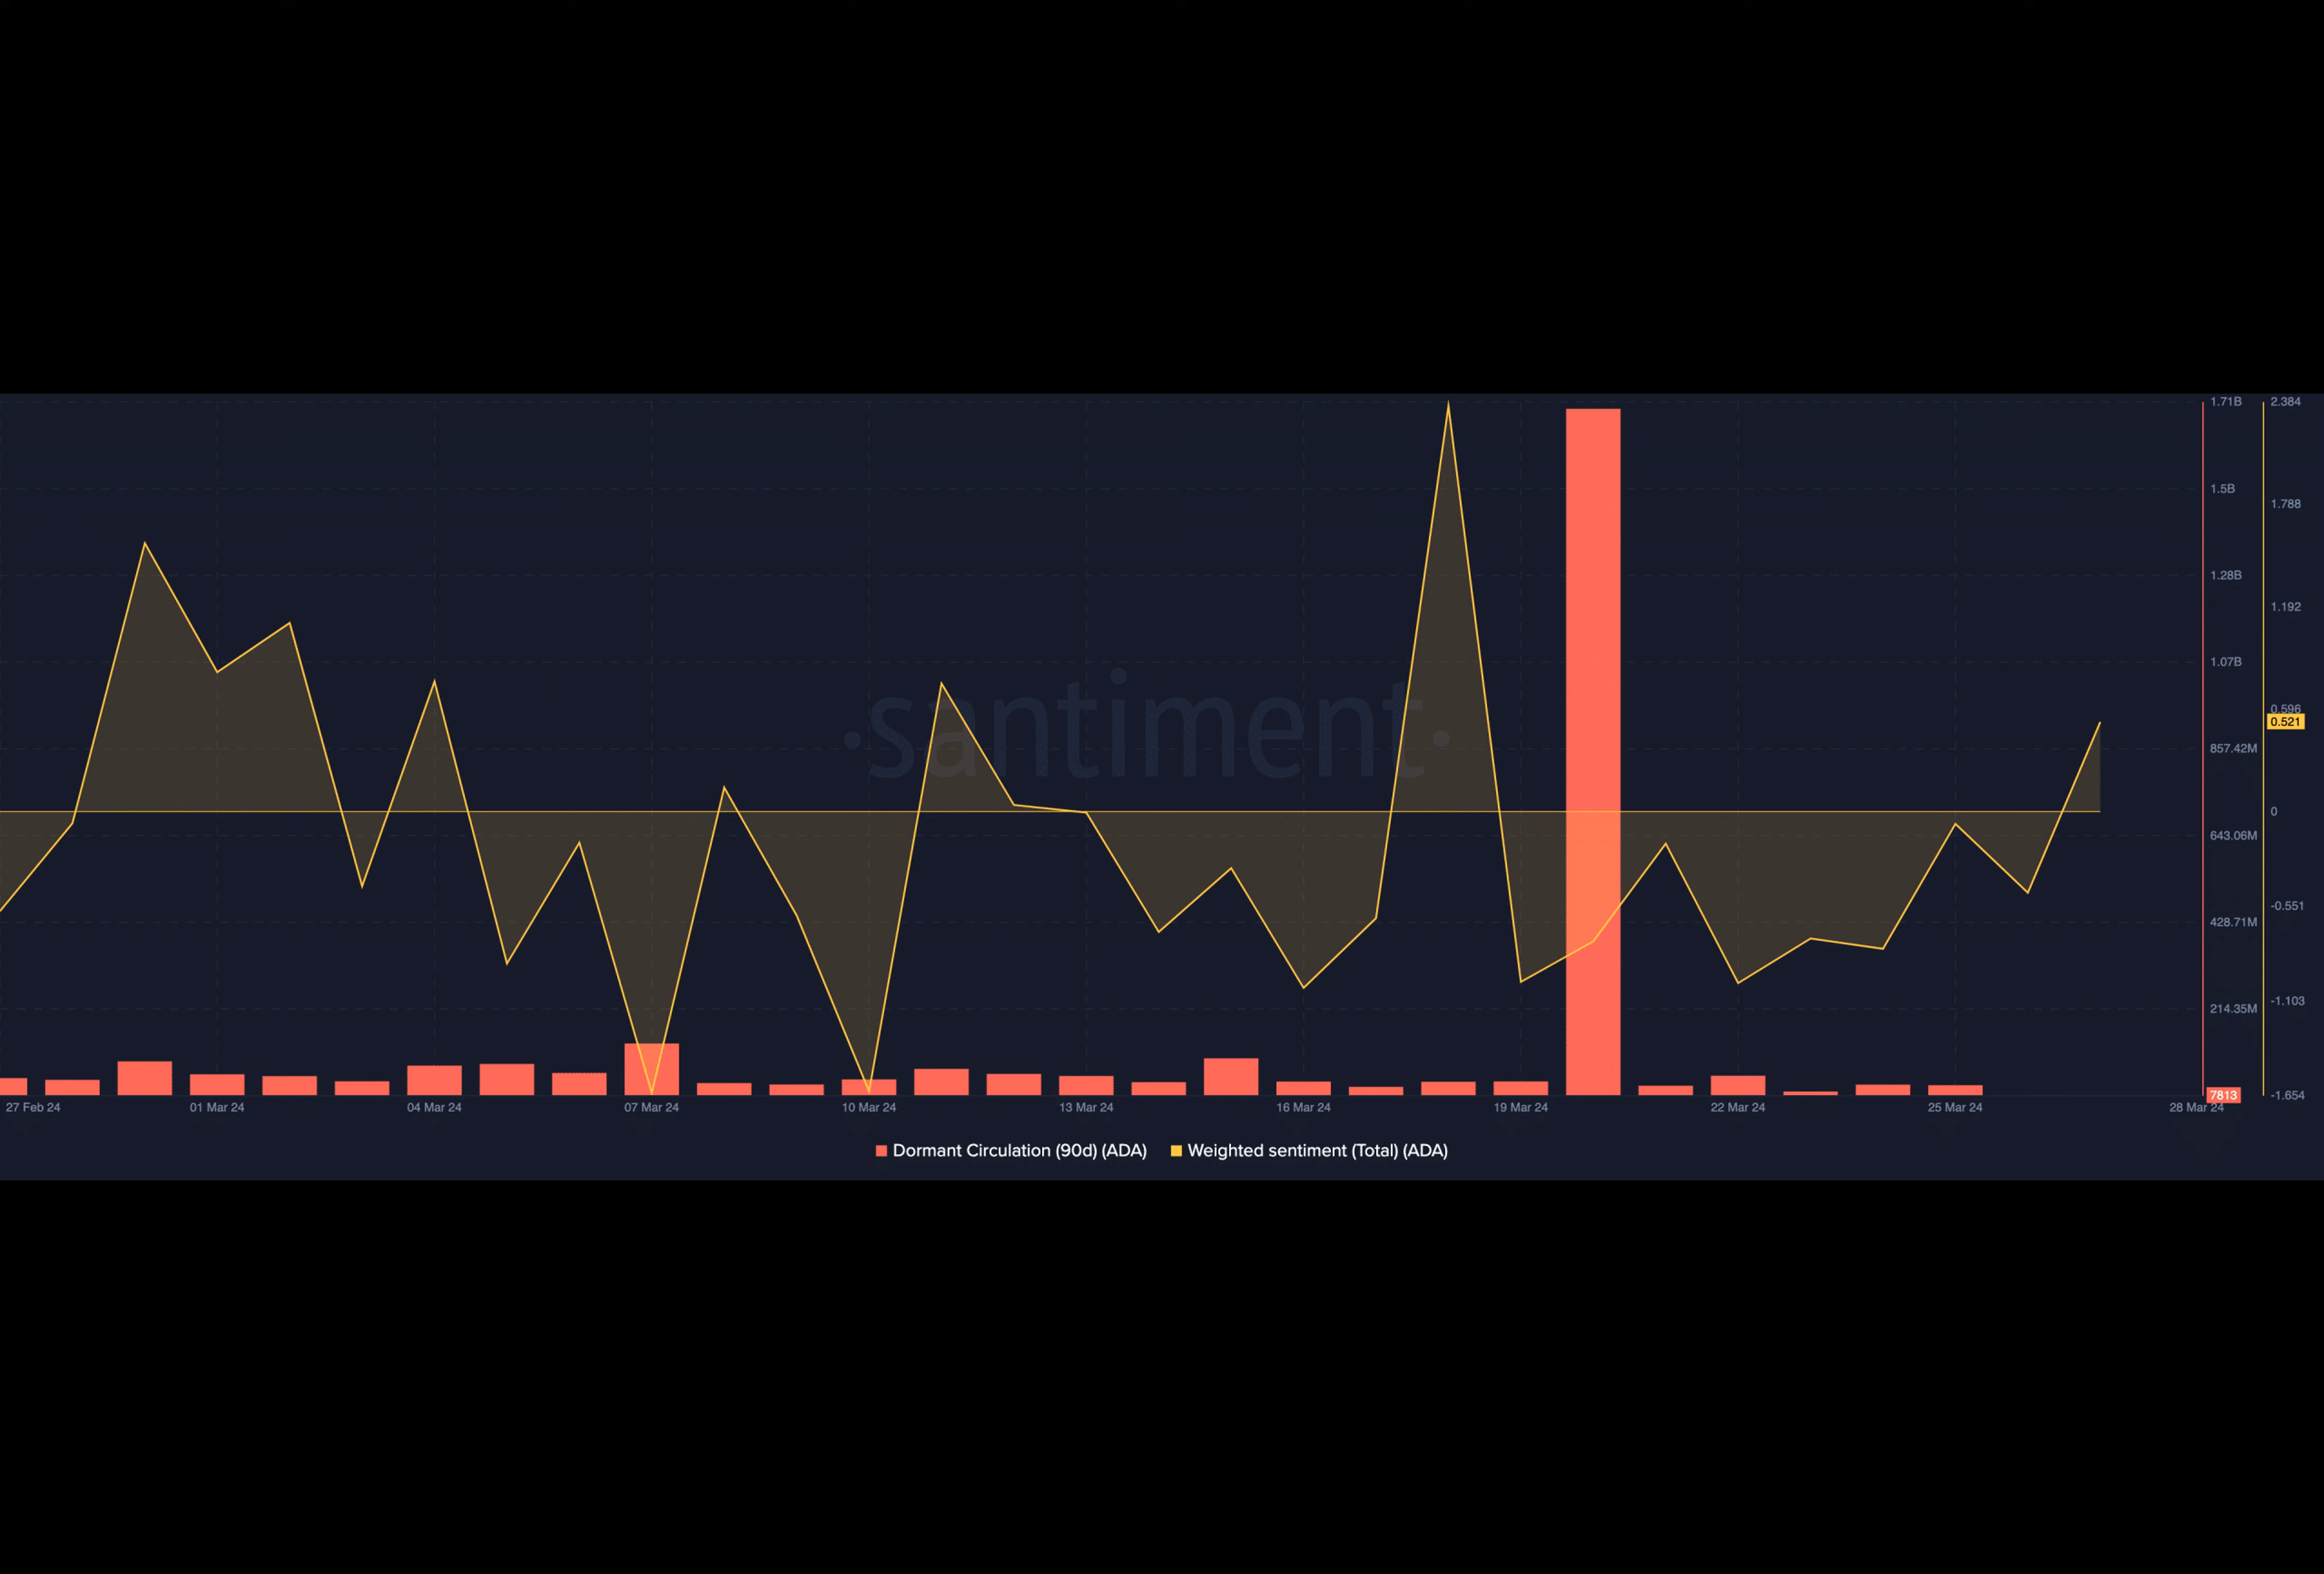 ·santiment·
1.71B 2.384
1.5B 1.788
1.28B 1.192
1.07B 0.596
0.521
857.42M 0
643.06M -0.551
428.71M -1.103
214.35M -1.654
7813
27 Feb 24 01 Mar 24 04 Mar 24 07 Mar 24 10 Mar 24 13 Mar 24 16 Mar 24 19 Mar 24 22 Mar 24 25 Mar 24 28 Mar 24
Dormant Circulation (90d) (ADA) Weighted sentiment (Total) (ADA)